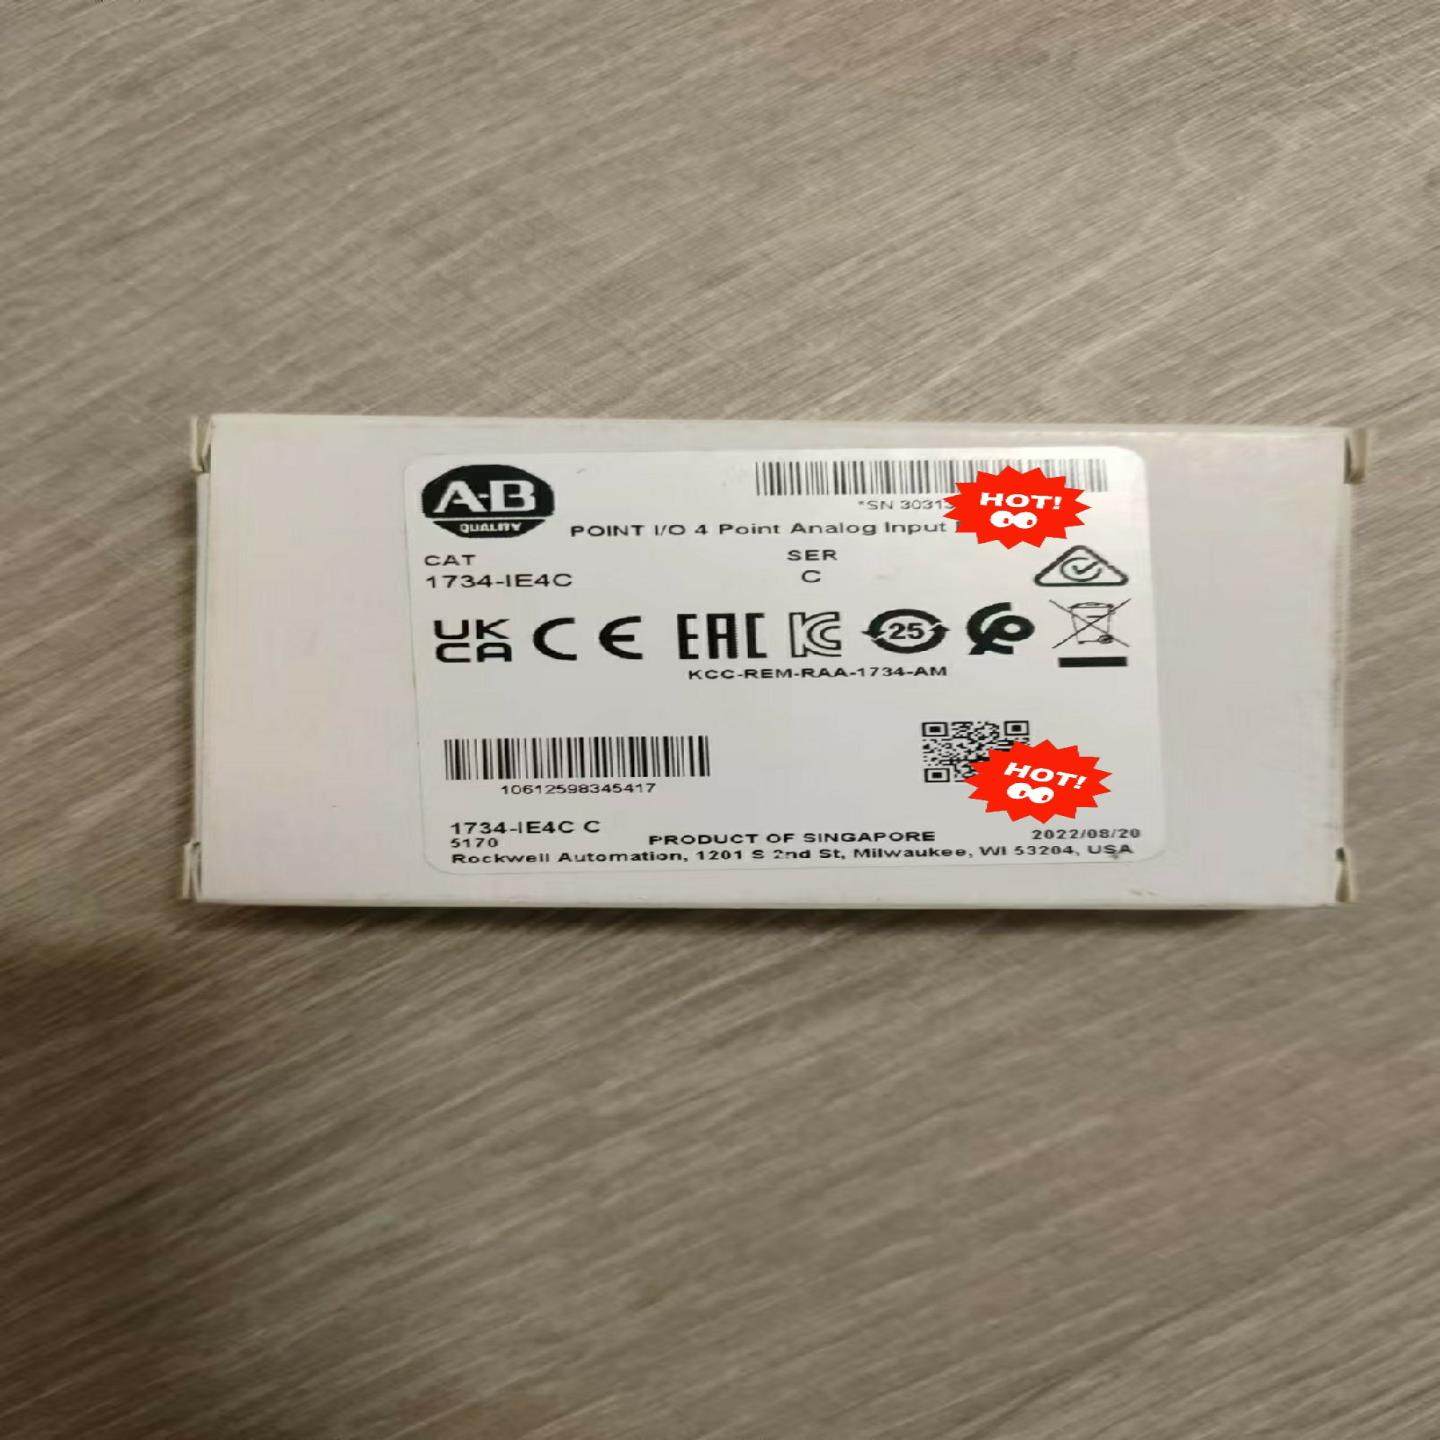 A-B
QUALITY
*SN 3031
HOT!
POINT I/O 4 Point Analog Input
CAT
SER
1734-IE4C
C
UK
CA
CE
EAC
KC
25
KCC-REM-RAA-1734-AM
10612598345417
HOT!
1734-IE4C C
5170
PRODUCT OF SINGAPORE
2022/08/20
Rockwell Automation, 1201 S 2nd St, Milwaukee, WI 53204, USA